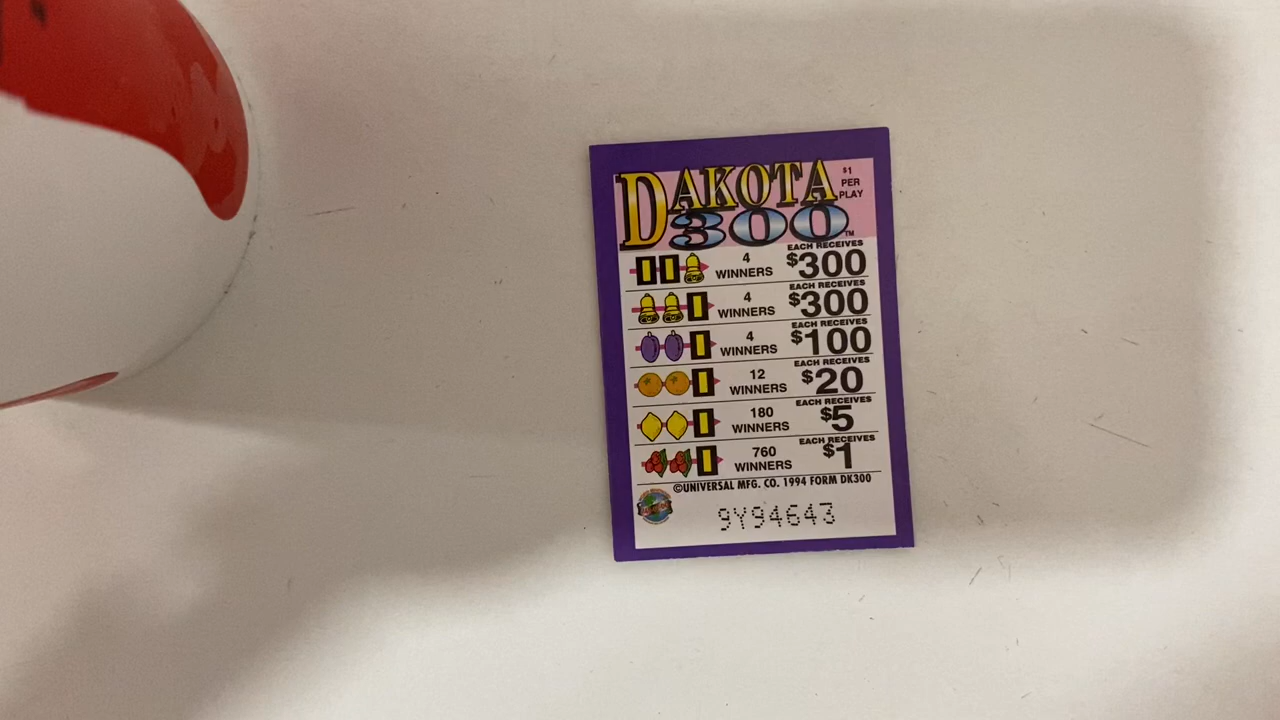 DAKOTA
300™
$1
PER
PLAY
4
WINNERS
EACH RECEIVES
$300
4
WINNERS
EACH RECEIVES
$300
4
WINNERS
EACH RECEIVES
$100
12
WINNERS
EACH RECEIVES
$20
180
WINNERS
EACH RECEIVES
$5
760
WINNERS
EACH RECEIVES
$1
©UNIVERSAL MFG. CO. 1994 FORM DK300
9Y94643